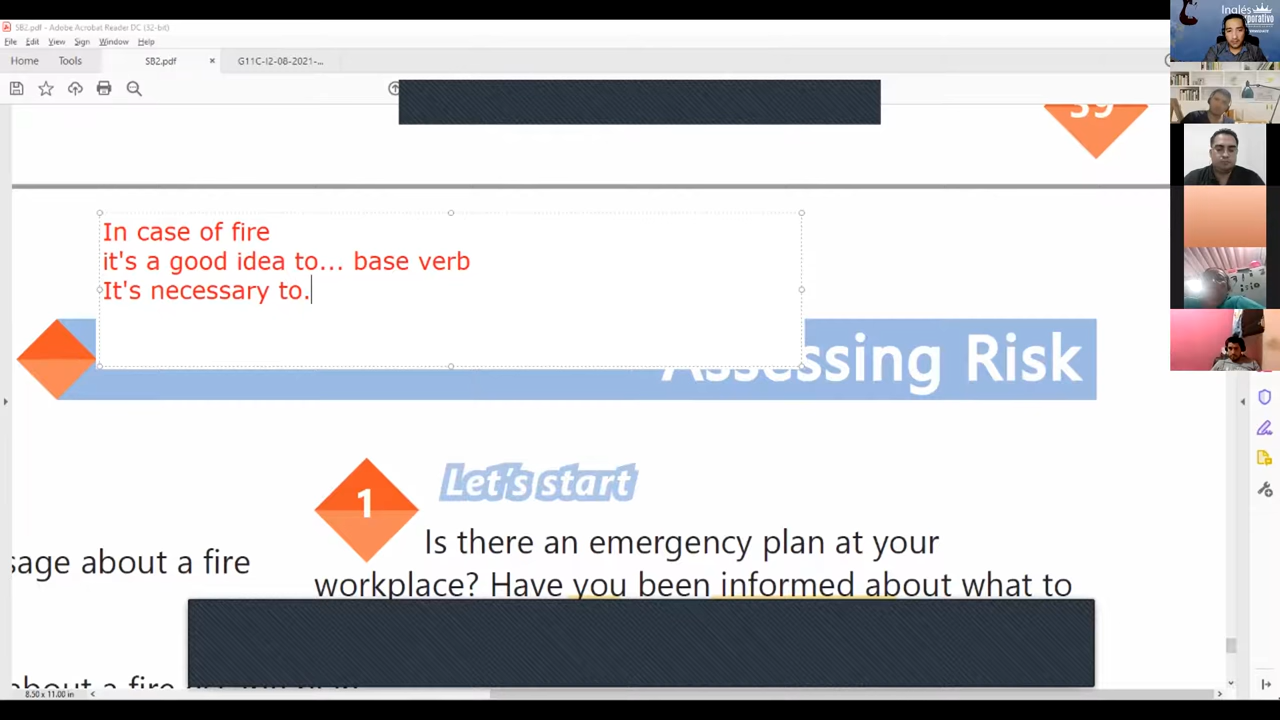 SB2.pdf - Adobe Acrobat Reader DC (32-bit)
File Edit View Sign Window Help
Home Tools SB2.pdf × G11C-I2-08-2021-...
39
In case of fire
it's a good idea to... base verb
It's necessary to.
Assessing Risk
1 Let's start
Is there an emergency plan at your
sage about a fire
workplace? Have you been informed about what to
8.50 x 11.00 in
Inglés